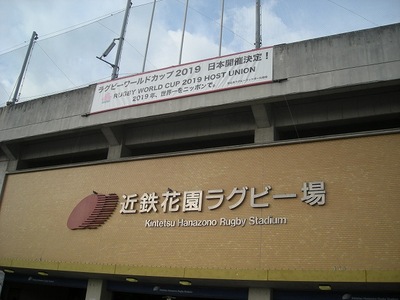 ラグビーワールドカップ2019 日本開催決定！
RUGBY WORLD CUP 2019 HOST UNION
2019年、世界一をニッポンで。
近鉄花園ラグビー場
Kintetsu Hanazono Rugby Stadium